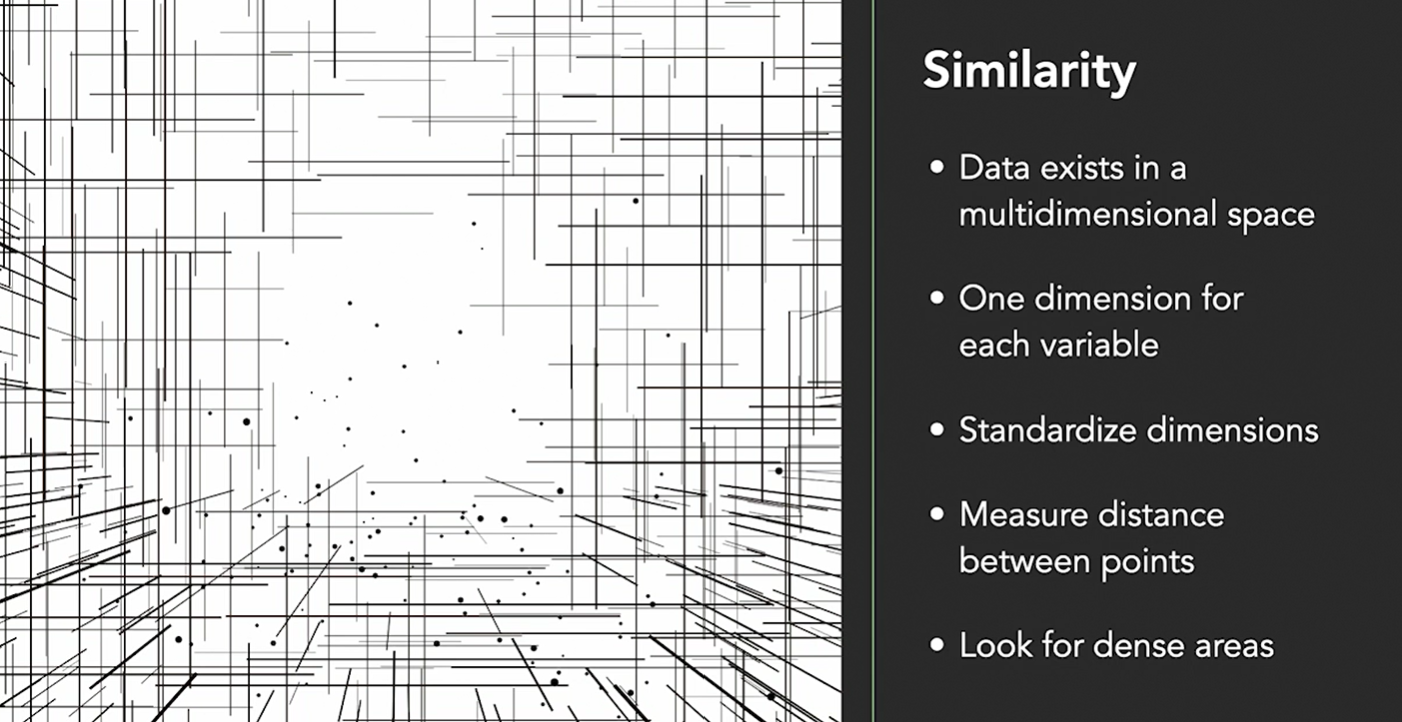 Similarity
• Data exists in a
multidimensional space
• One dimension for
each variable
• Standardize dimensions
• Measure distance
between points
• Look for dense areas